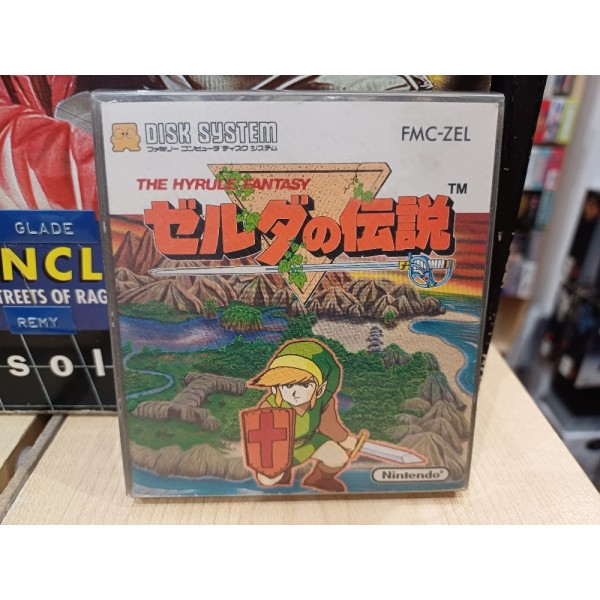 DISK SYSTEM
ファミリー コンピュータ ディスク システム
FMC-ZEL
THE HYRULE FANTASY
TM
ゼルダの伝説
Nintendo®
GLADE
NCL
TREETS OF RAG
REMY
sol